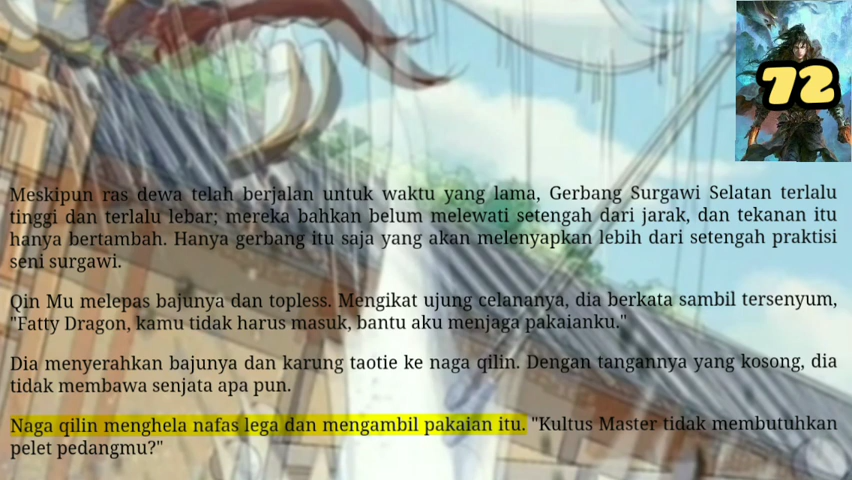 72
Meskipun ras dewa telah berjalan untuk waktu yang lama, Gerbang Surgawi Selatan terlalu
tinggi dan terlalu lebar; mereka bahkan belum melewati setengah dari jarak, dan tekanan itu
hanya bertambah. Hanya gerbang itu saja yang akan melenyapkan lebih dari setengah praktisi
seni surgawi.
Qin Mu melepas bajunya dan topless. Mengikat ujung celananya, dia berkata sambil tersenyum,
"Fatty Dragon, kamu tidak harus masuk, bantu aku menjaga pakaianku."
Dia menyerahkan bajunya dan karung taotie ke naga qilin. Dengan tangannya yang kosong, dia
tidak membawa senjata apa pun.
Naga qilin menghela nafas lega dan mengambil pakaian itu. "Kultus Master tidak membutuhkan
pelet pedangmu?"